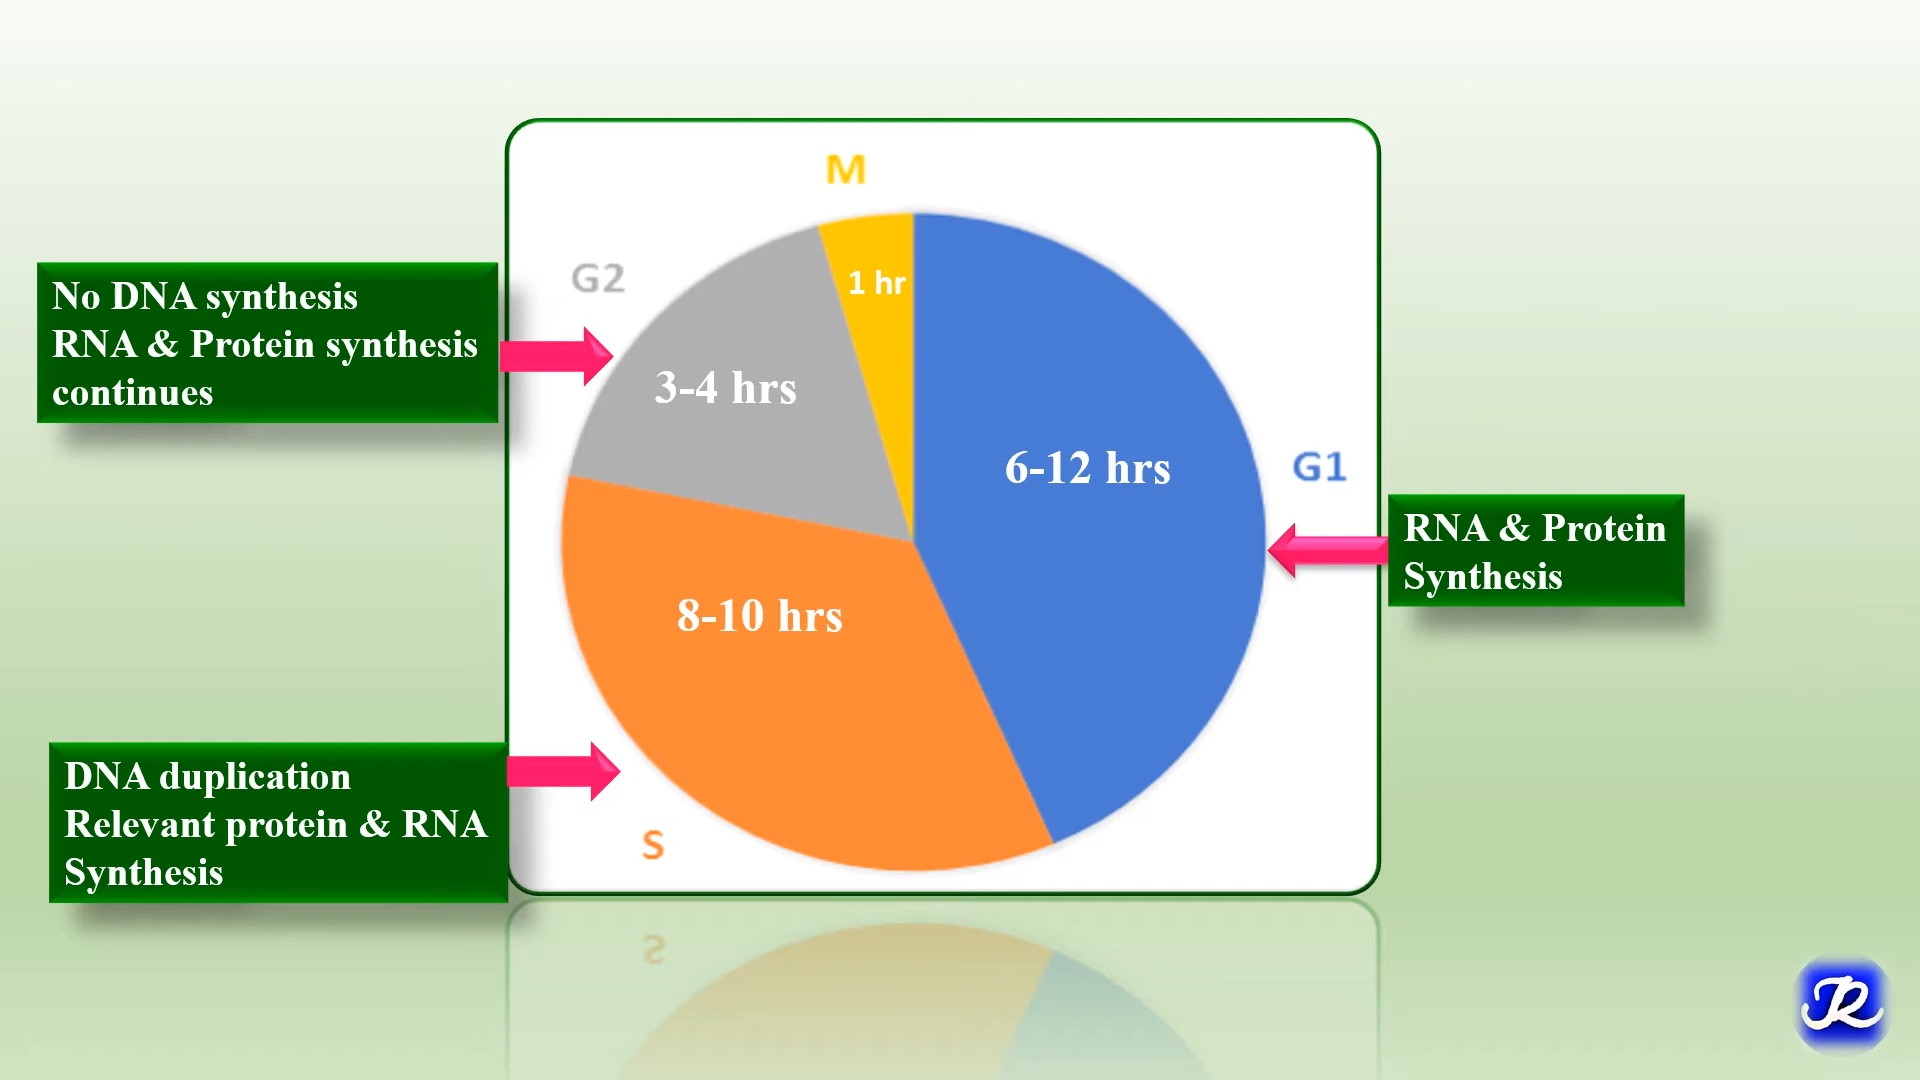 M
G2
1 hr
No DNA synthesis
RNA & Protein synthesis
continues
3-4 hrs
6-12 hrs
G1
RNA & Protein
Synthesis
8-10 hrs
DNA duplication
Relevant protein & RNA
Synthesis
S
S
JR